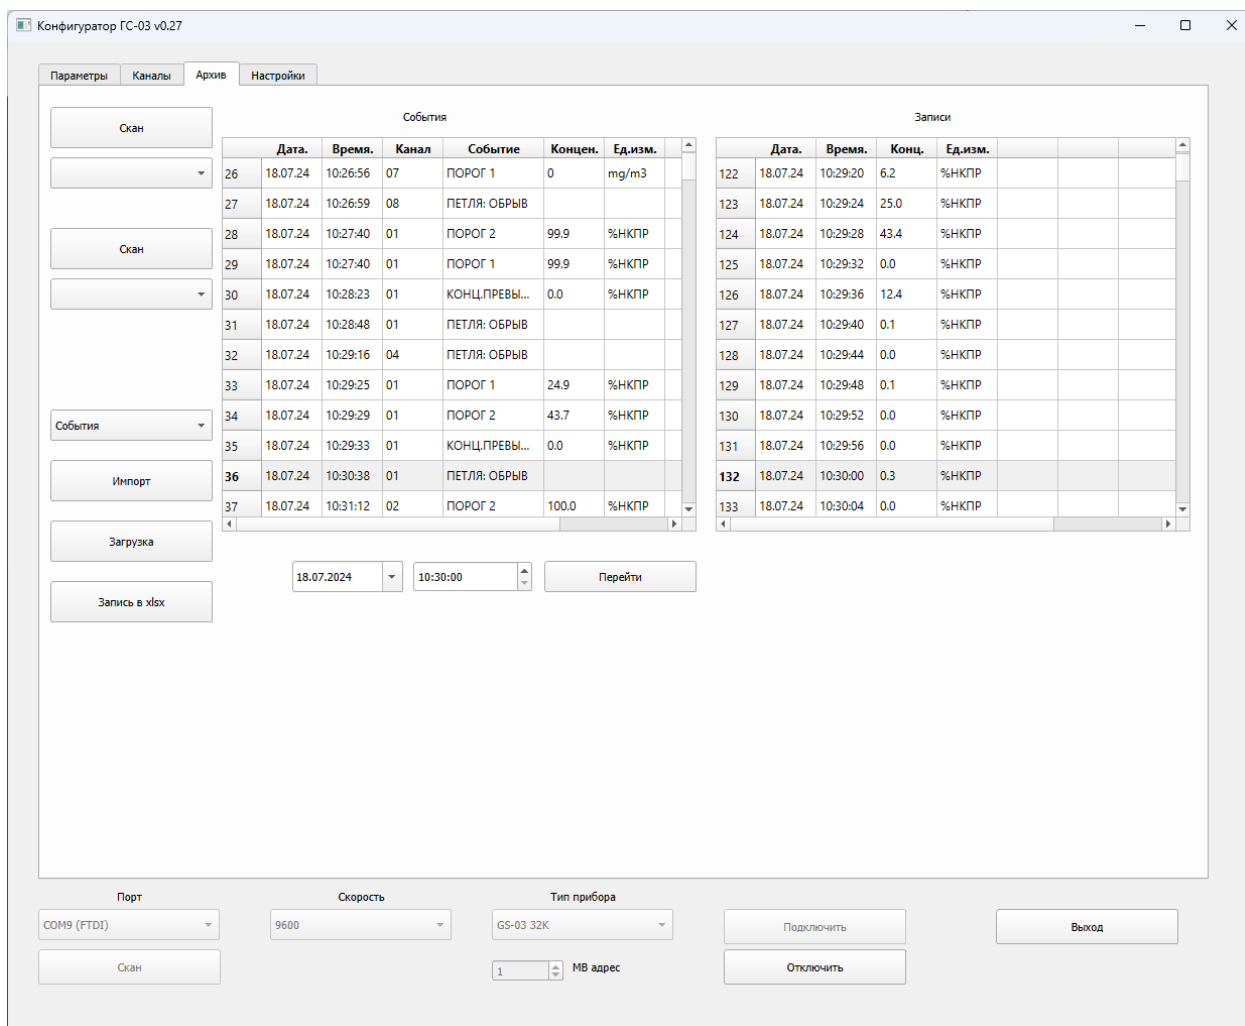 Конфигуратор ГС-03 v0.27
Параметры Каналы Архив Настройки
Скан
Скан
События
Импорт
Загрузка
Запись в xlsx
События
Дата. Время. Канал Событие Концен. Ед.изм.
26 18.07.24 10:26:56 07 ПОРОГ 1 0 mg/m3
27 18.07.24 10:26:59 08 ПЕТЛЯ: ОБРЫВ
28 18.07.24 10:27:40 01 ПОРОГ 2 99.9 %НКПР
29 18.07.24 10:27:40 01 ПОРОГ 1 99.9 %НКПР
30 18.07.24 10:28:23 01 КОНЦ.ПРЕВЫ... 0.0 %НКПР
31 18.07.24 10:28:48 01 ПЕТЛЯ: ОБРЫВ
32 18.07.24 10:29:16 04 ПЕТЛЯ: ОБРЫВ
33 18.07.24 10:29:25 01 ПОРОГ 1 24.9 %НКПР
34 18.07.24 10:29:29 01 ПОРОГ 2 43.7 %НКПР
35 18.07.24 10:29:33 01 КОНЦ.ПРЕВЫ... 0.0 %НКПР
36 18.07.24 10:30:38 01 ПЕТЛЯ: ОБРЫВ
37 18.07.24 10:31:12 02 ПОРОГ 2 100.0 %НКПР
18.07.2024 10:30:00 Перейти
Записи
Дата. Время. Конц. Ед.изм.
122 18.07.24 10:29:20 6.2 %НКПР
123 18.07.24 10:29:24 25.0 %НКПР
124 18.07.24 10:29:28 43.4 %НКПР
125 18.07.24 10:29:32 0.0 %НКПР
126 18.07.24 10:29:36 12.4 %НКПР
127 18.07.24 10:29:40 0.1 %НКПР
128 18.07.24 10:29:44 0.0 %НКПР
129 18.07.24 10:29:48 0.1 %НКПР
130 18.07.24 10:29:52 0.0 %НКПР
131 18.07.24 10:29:56 0.0 %НКПР
132 18.07.24 10:30:00 0.3 %НКПР
133 18.07.24 10:30:04 0.0 %НКПР
Порт Скорость Тип прибора
COM9 (FTDI) 9600 GS-03 32K Подключить Выход
Скан 1 МВ адрес Отключить